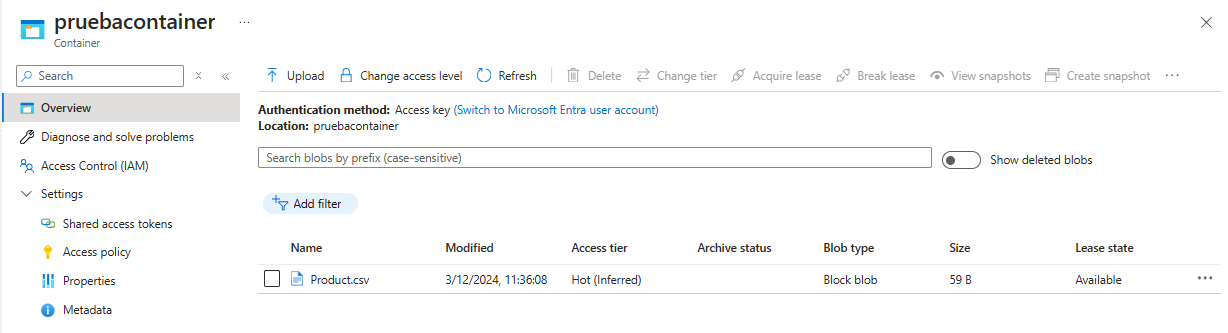 pruebacontainer ...
Container
Search
Upload Change access level Refresh Delete Change tier Acquire lease Break lease View snapshots Create snapshot ...
Overview
Diagnose and solve problems
Access Control (IAM)
Settings
Shared access tokens
Access policy
Properties
Metadata
Authentication method: Access key (Switch to Microsoft Entra user account)
Location: pruebacontainer
Search blobs by prefix (case-sensitive)
Show deleted blobs
Add filter
Name Modified Access tier Archive status Blob type Size Lease state
Product.csv 3/12/2024, 11:36:08 Hot (Inferred) Block blob 59 B Available ...